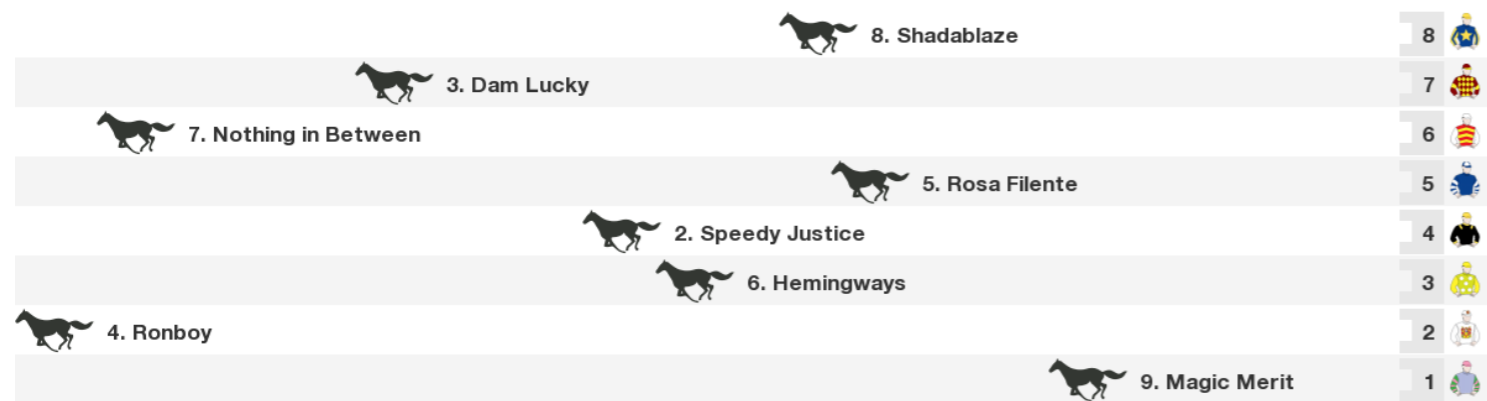 8. Shadablaze 8
3. Dam Lucky 7
7. Nothing in Between 6
5. Rosa Filente 5
2. Speedy Justice 4
6. Hemingways 3
4. Ronboy 2
9. Magic Merit 1